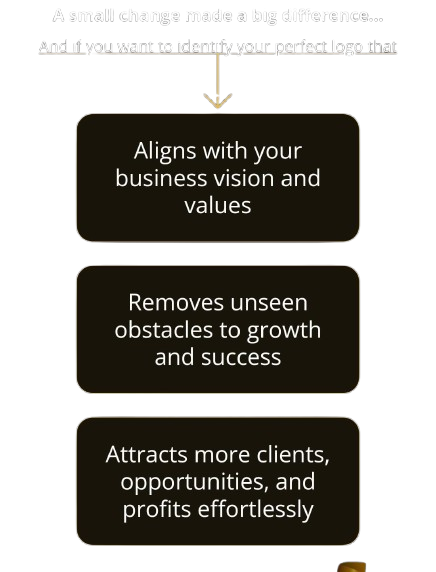 A small change made a big difference...
And if you want to identify your perfect logo that
Aligns with your
business vision and
values
Removes unseen
obstacles to growth
and success
Attracts more clients,
opportunities, and
profits effortlessly